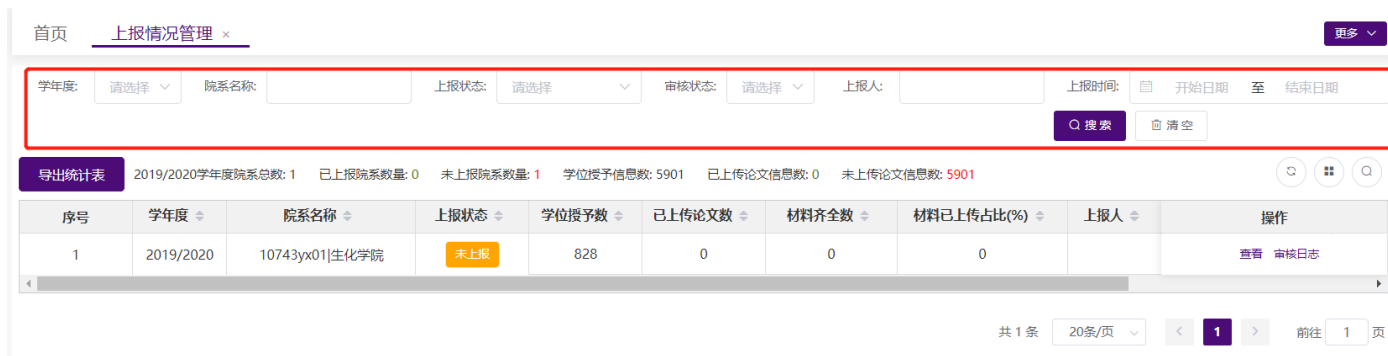 首页 上报情况管理 × 更多
学年度: 请选择 院系名称: 上报状态: 请选择 审核状态: 请选择 上报人: 上报时间: 开始日期 至 结束日期
搜索 清空
导出统计表 2019/2020学年度院系总数: 1 已上报院系数量: 0 未上报院系数量: 1 学位授予信息数: 5901 已上传论文信息数: 0 未上传论文信息数: 5901
序号 学年度 院系名称 上报状态 学位授予数 已上传论文数 材料齐全数 材料已上传占比(%) 上报人 操作
1 2019/2020 10743yx01|生化学院 未上报 828 0 0 0 查看 审核日志
共 1 条 20条/页 < 1 > 前往 1 页